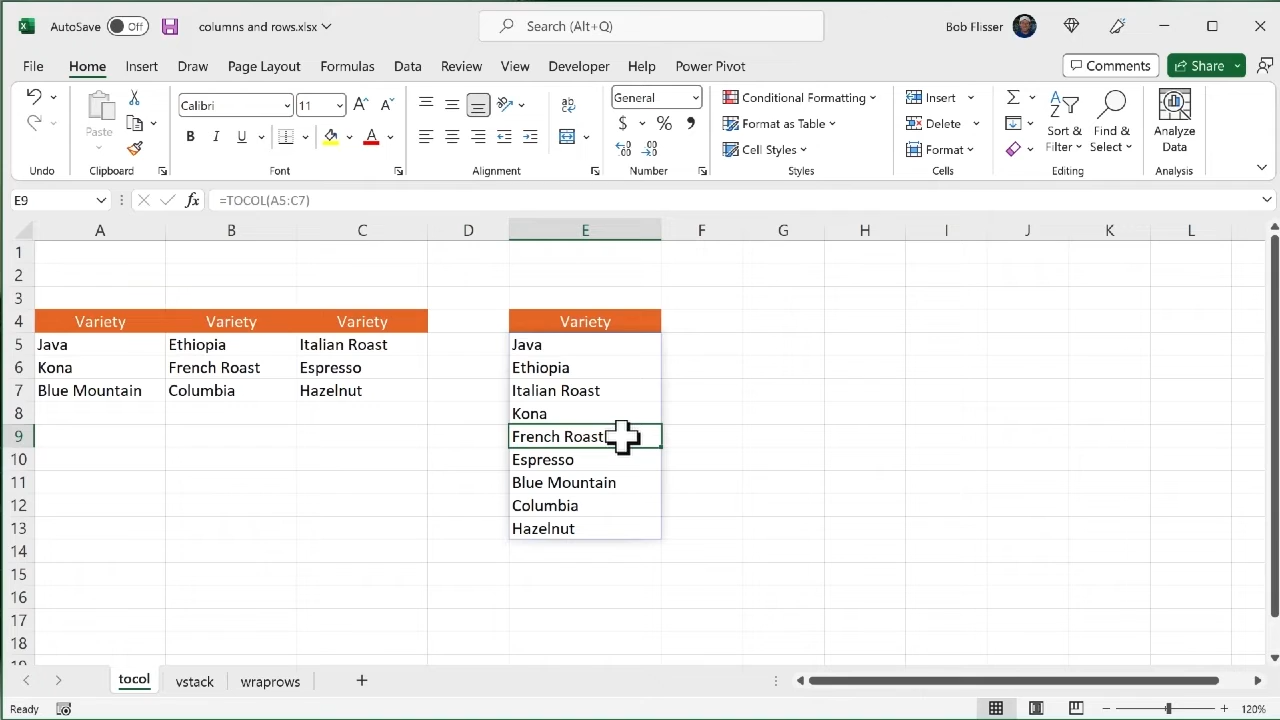 AutoSave Off columns and rows.xlsx Search (Alt+Q) Bob Flisser
File Home Insert Draw Page Layout Formulas Data Review View Developer Help Power Pivot Comments Share
Calibri 11 General Conditional Formatting Insert
Paste Format as Table Delete Sort & Find & Analyze
B I U A $ % , Cell Styles Format Filter Select Data
Undo Clipboard Font Alignment Number Styles Cells Editing Analysis
E9 fx =TOCOL(A5:C7)
A B C D E F G H I J K L
1
2
3
4 Variety Variety Variety Variety
5 Java Ethiopia Italian Roast Java
6 Kona French Roast Espresso Ethiopia
7 Blue Mountain Columbia Hazelnut Italian Roast
8 Kona
9 French Roast
10 Espresso
11 Blue Mountain
12 Columbia
13 Hazelnut
14
15
16
17
18
tocol vstack wraprows
Ready 120%